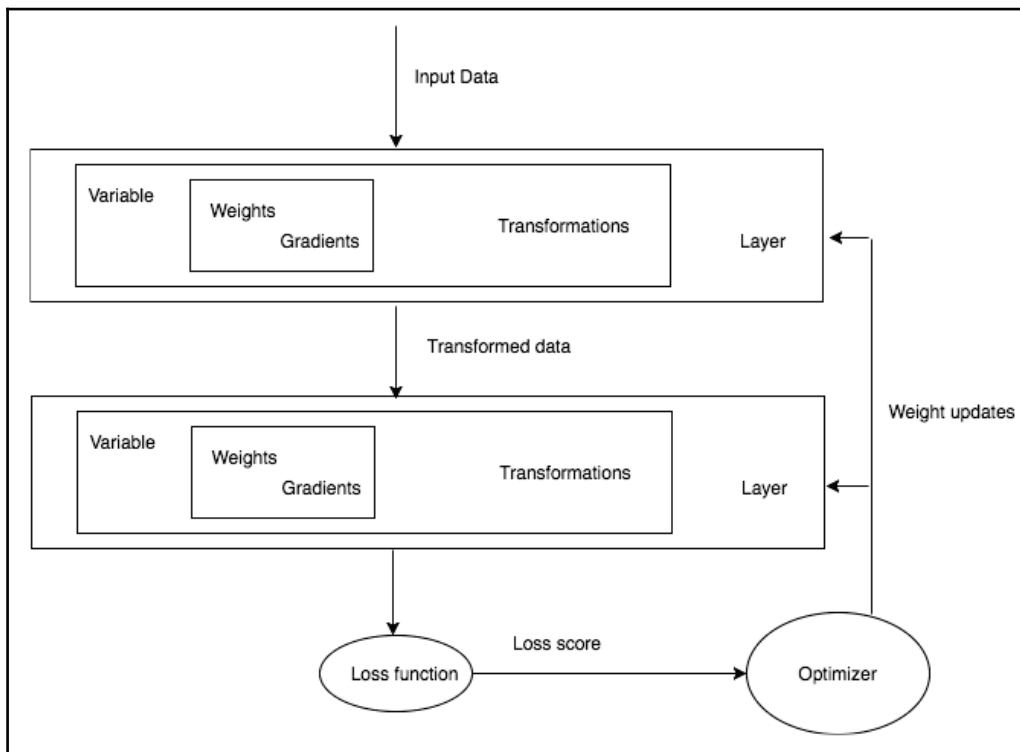 Input Data
Variable
Weights
Gradients
Transformations
Layer
Transformed data
Weight updates
Variable
Weights
Gradients
Transformations
Layer
Loss score
Loss function
Optimizer